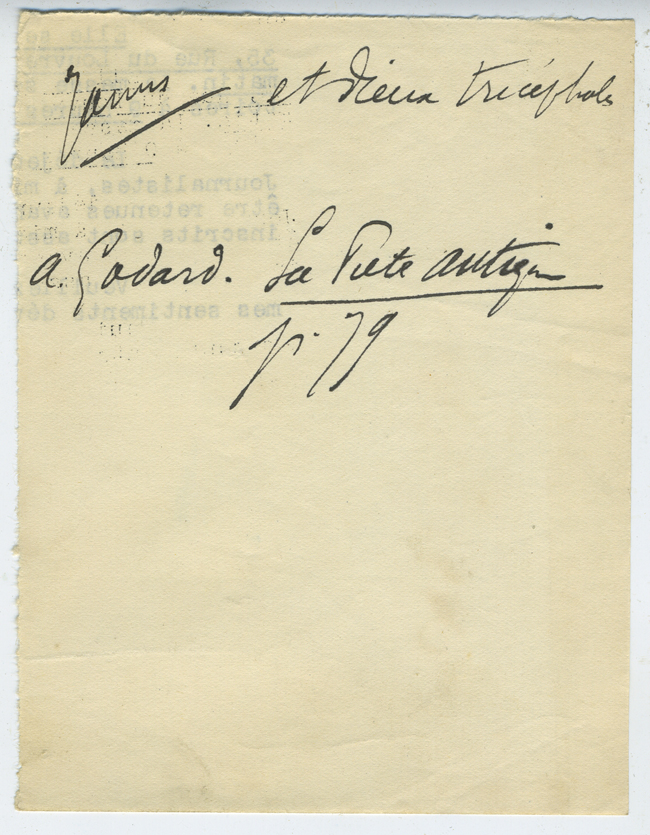 Janus et dieux tricéphales
A. Godard. La Piété antique
p. 79